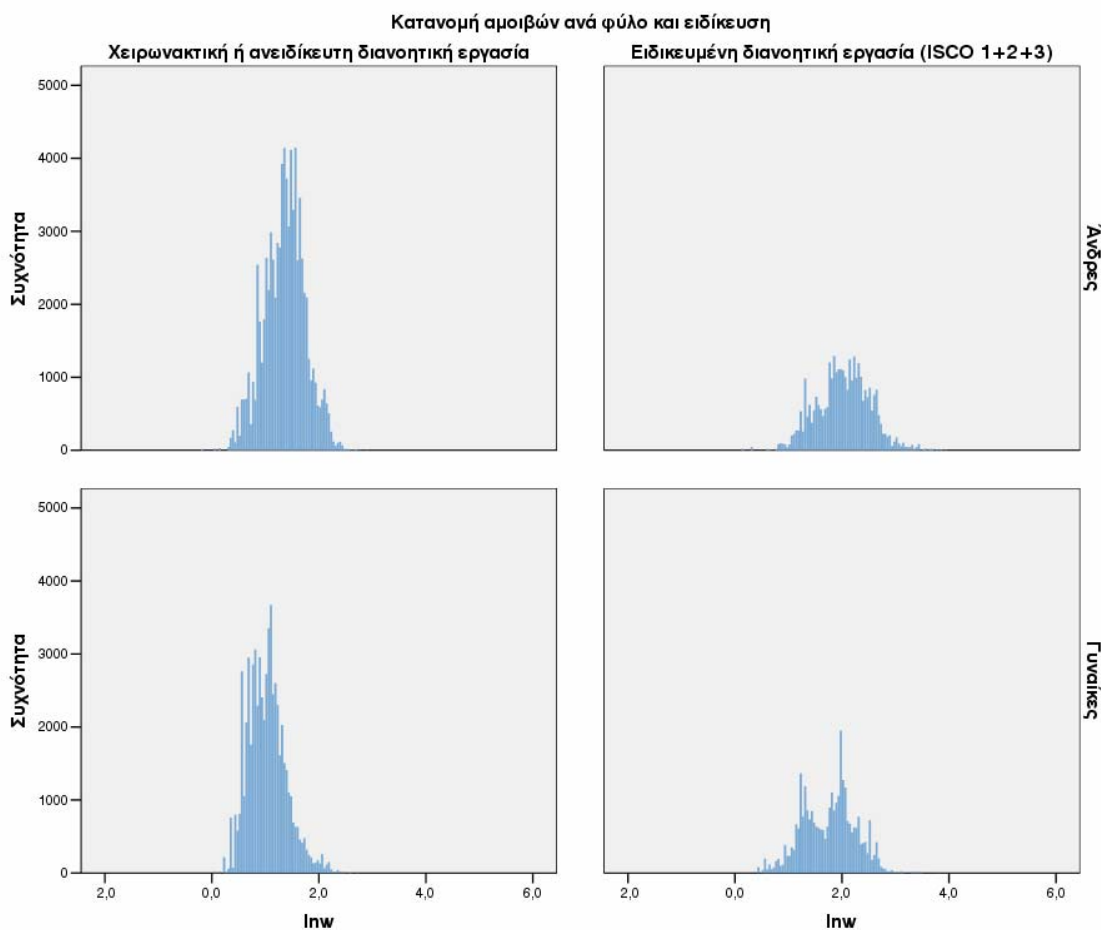 Κατανομή αμοιβών ανά φύλο και ειδίκευση
Χειρωνακτική ή ανειδίκευτη διανοητική εργασία
Ειδικευμένη διανοητική εργασία (ISCO 1+2+3)
5000
4000
3000
2000
1000
0
Συχνότητα
Άνδρες
5000
4000
3000
2000
1000
0
Συχνότητα
Γυναίκες
2,0 0,0 2,0 4,0 6,0
2,0 0,0 2,0 4,0 6,0
lnw
lnw